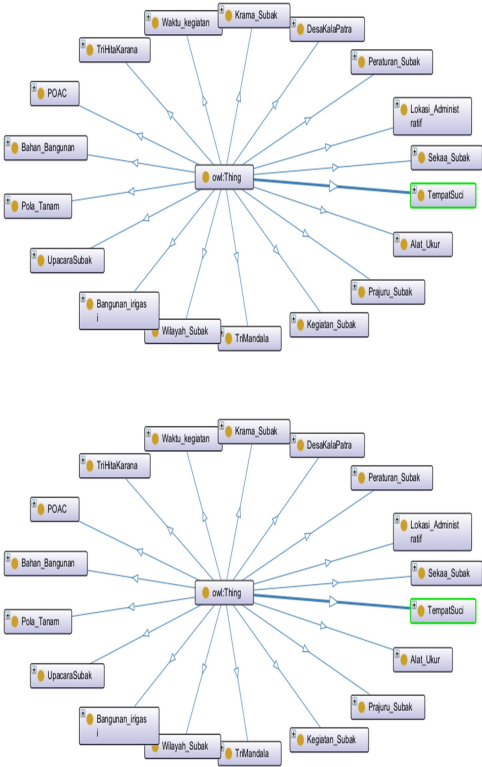 Krama_Subak
Waktu_kegiatan
DesaKalaPatra
TriHitaKarana
Peraturan_Subak
POAC
Lokasi_Administ
ratif
Bahan_Bangunan
Sekaa_Subak
owl:Thing
TempatSuci
Pola_Tanam
Alat_Ukur
UpacaraSubak
Prajuru_Subak
Bangunan_irigas
i
Kegiatan_Subak
Wilayah_Subak
TriMandala
Krama_Subak
Waktu_kegiatan
DesaKalaPatra
TriHitaKarana
Peraturan_Subak
POAC
Lokasi_Administ
ratif
Bahan_Bangunan
Sekaa_Subak
owl:Thing
TempatSuci
Pola_Tanam
Alat_Ukur
UpacaraSubak
Prajuru_Subak
Bangunan_irigas
i
Kegiatan_Subak
Wilayah_Subak
TriMandala